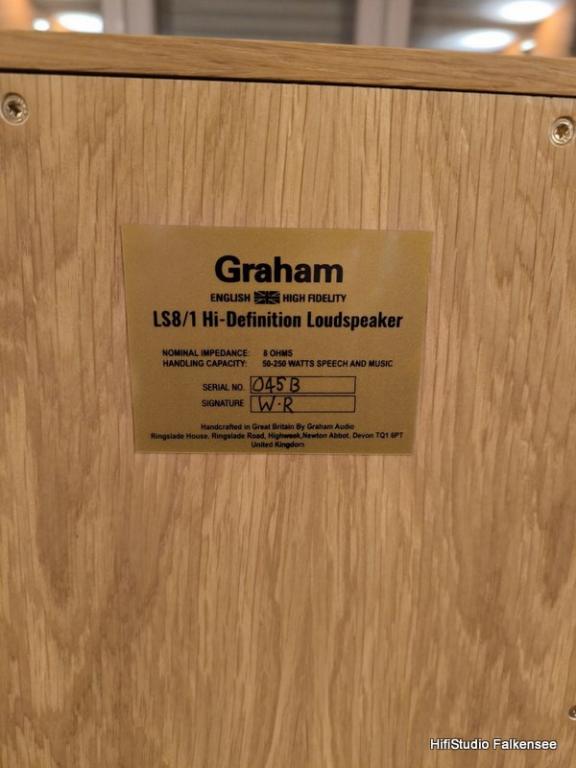 Graham
ENGLISH HIGH FIDELITY
LS8/1 Hi-Definition Loudspeaker
NOMINAL IMPEDANCE: 8 OHMS
HANDLING CAPACITY: 50-250 WATTS SPEECH AND MUSIC
SERIAL NO. 045B
SIGNATURE W.R
Handcrafted in Great Britain By Graham Audio
Ringslade House, Ringslade Road, Highweek,Newton Abbot, Devon TQ1 6PT
United Kingdom
HifiStudio Falkensee